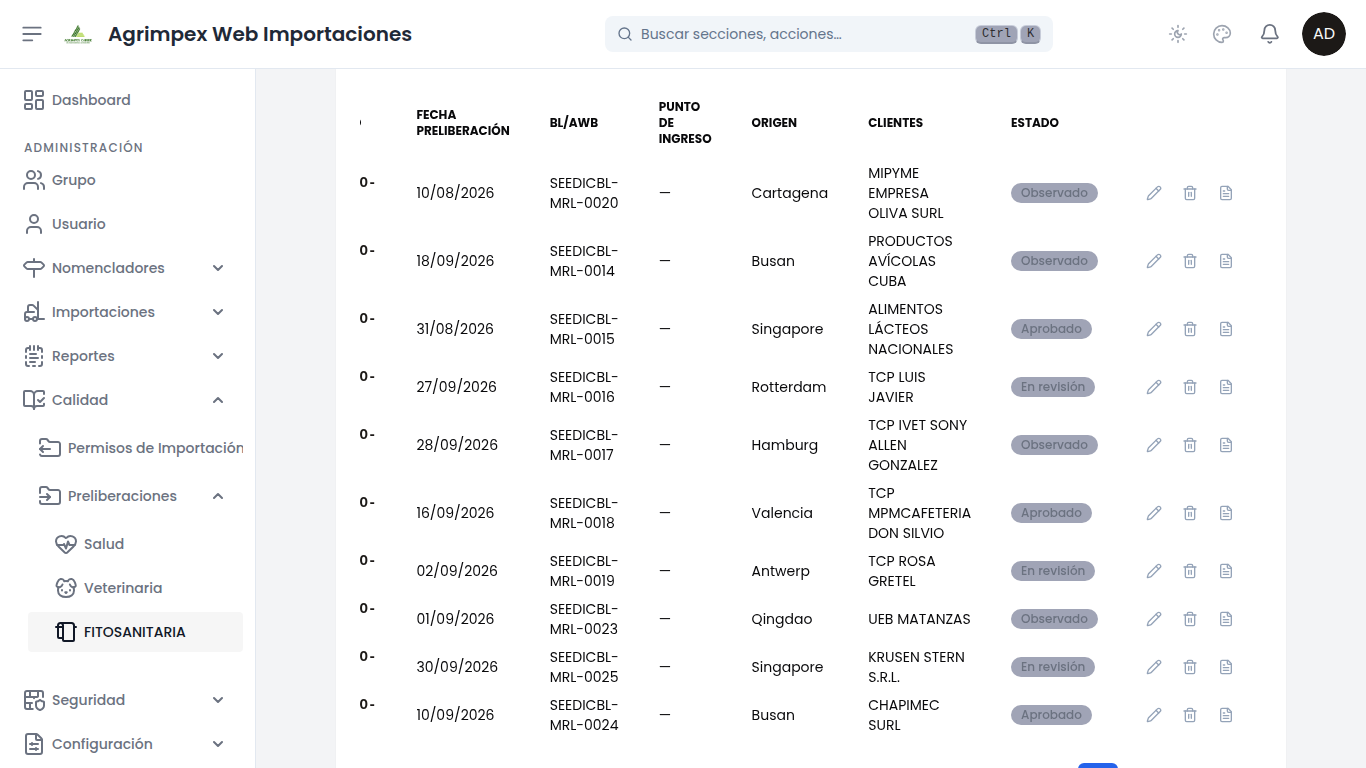 Agrimpex Web Importaciones
Buscar secciones, acciones…
Ctrl K
AD
Dashboard
ADMINISTRACIÓN
Grupo
Usuario
Nomencladores
Importaciones
Reportes
Calidad
Permisos de Importación
Preliberaciones
Salud
Veterinaria
FITOSANITARIA
Seguridad
Configuración
FECHA
PRELIBERACIÓN
BL/AWB
PUNTO
DE
INGRESO
ORIGEN
CLIENTES
ESTADO
0-
10/08/2026
SEEDICBL-
MRL-0020
—
Cartagena
MIPYME
EMPRESA
OLIVA SURL
Observado
0-
18/09/2026
SEEDICBL-
MRL-0014
—
Busan
PRODUCTOS
AVÍCOLAS
CUBA
Observado
0-
31/08/2026
SEEDICBL-
MRL-0015
—
Singapore
ALIMENTOS
LÁCTEOS
NACIONALES
Aprobado
0-
27/09/2026
SEEDICBL-
MRL-0016
—
Rotterdam
TCP LUIS
JAVIER
En revisión
0-
28/09/2026
SEEDICBL-
MRL-0017
—
Hamburg
TCP IVET SONY
ALLEN
GONZALEZ
Observado
0-
16/09/2026
SEEDICBL-
MRL-0018
—
Valencia
TCP
MPMCAFETERIA
DON SILVIO
Aprobado
0-
02/09/2026
SEEDICBL-
MRL-0019
—
Antwerp
TCP ROSA
GRETEL
En revisión
0-
01/09/2026
SEEDICBL-
MRL-0023
—
Qingdao
UEB MATANZAS
Observado
0-
30/09/2026
SEEDICBL-
MRL-0025
—
Singapore
KRUSEN STERN
S.R.L.
En revisión
0-
10/09/2026
SEEDICBL-
MRL-0024
—
Busan
CHAPIMEC
SURL
Aprobado